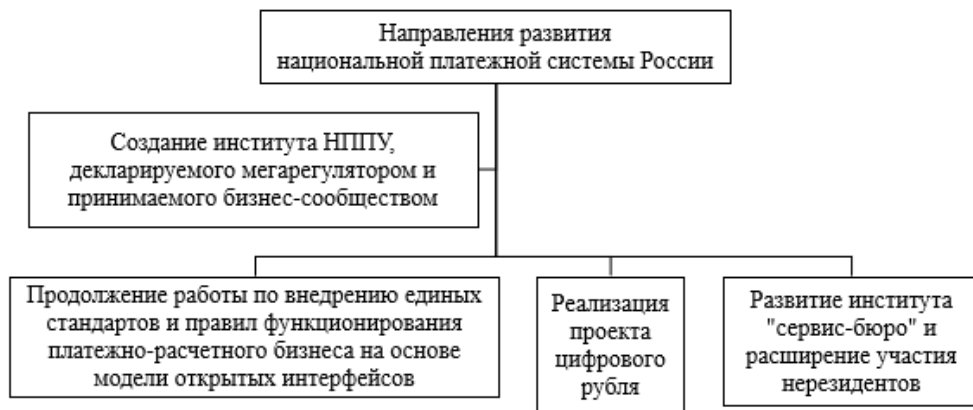 Направления развития
национальной платежной системы России
Создание института НППУ,
декларируемого мегарегулятором и
принимаемого бизнес-сообществом
Продолжение работы по внедрению единых
стандартов и правил функционирования
платежно-расчетного бизнеса на основе
модели открытых интерфейсов
Реализация
проекта
цифрового
рубля
Развитие института
"сервис-бюро" и
расширение участия
нерезидентов